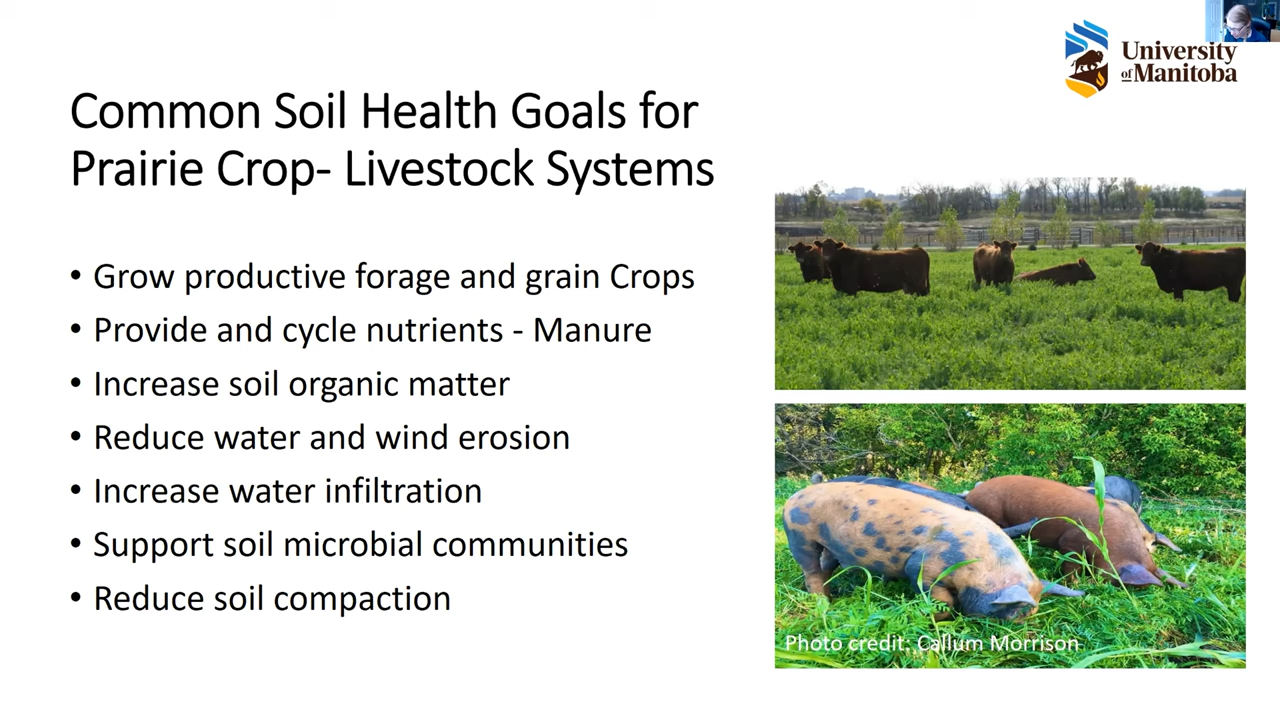 University
of Manitoba
Common Soil Health Goals for
Prairie Crop- Livestock Systems
• Grow productive forage and grain Crops
• Provide and cycle nutrients - Manure
• Increase soil organic matter
• Reduce water and wind erosion
• Increase water infiltration
• Support soil microbial communities
• Reduce soil compaction
Photo credit: Callum Morrison